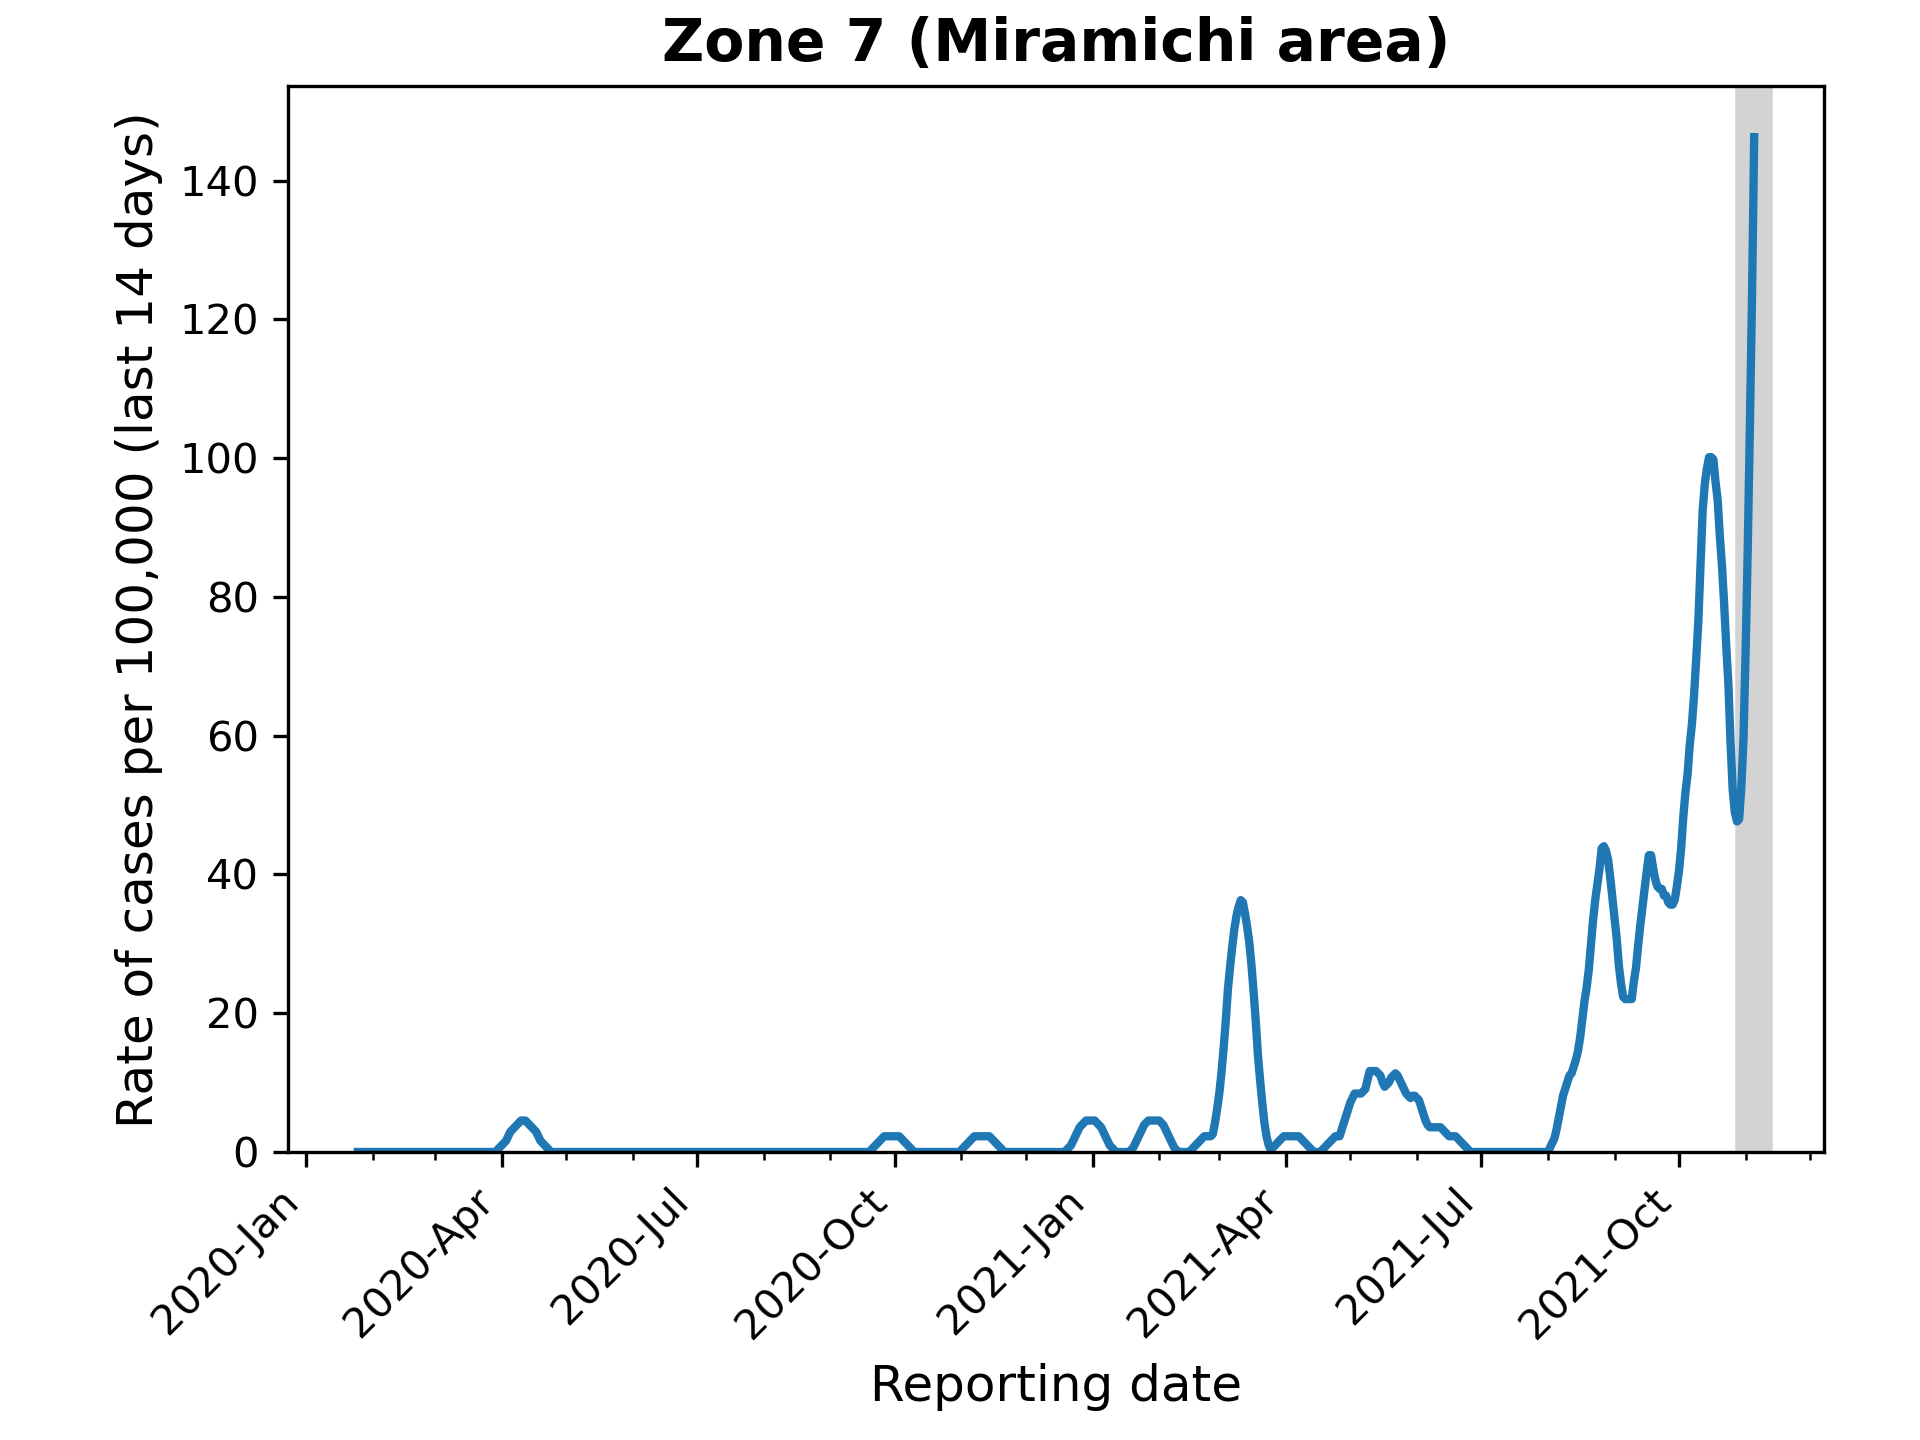 Zone 7 (Miramichi area)
Rate of cases per 100,000 (last 14 days)
140
120
100
80
60
40
20
0
2020-Jan
2020-Apr
2020-Jul
2020-Oct
2021-Jan
2021-Apr
2021-Jul
2021-Oct
Reporting date